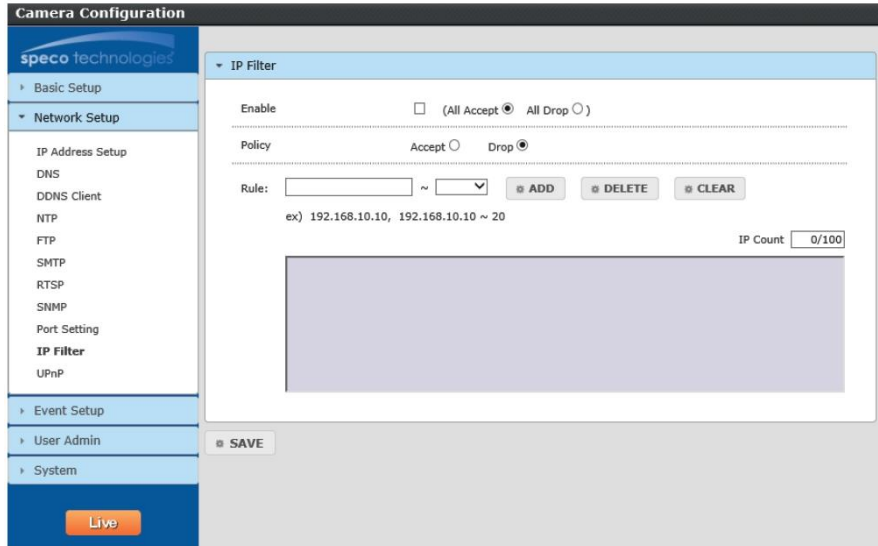 Camera Configuration
speco technologies
Basic Setup
Network Setup
IP Address Setup
DNS
DDNS Client
NTP
FTP
SMTP
RTSP
SNMP
Port Setting
IP Filter
UPnP
Event Setup
User Admin
System
Live
IP Filter
Enable (All Accept All Drop )
Policy Accept Drop
Rule: ~ ADD DELETE CLEAR
ex) 192.168.10.10, 192.168.10.10 ~ 20
IP Count 0/100
SAVE